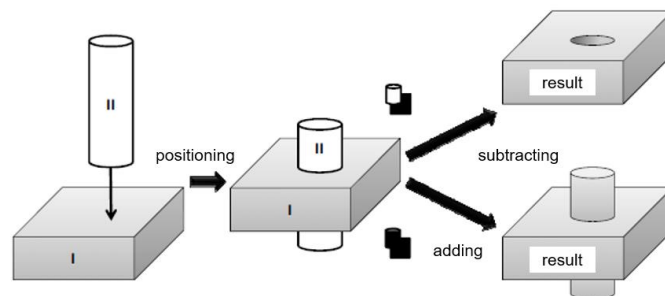 II
I
positioning
II
I
subtracting
adding
result
result